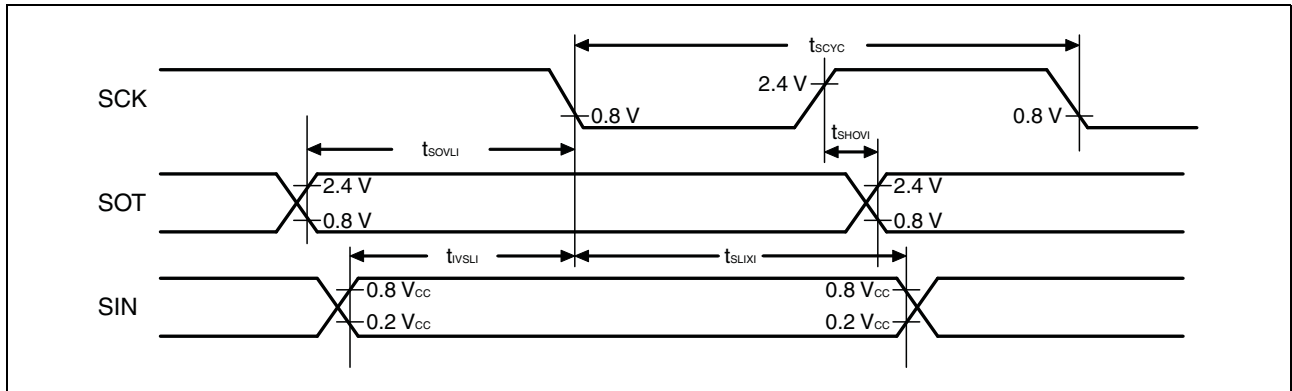 tSCYC
SCK
2.4 V
0.8 V
0.8 V
tSHOVI
tSOVLI
SOT
2.4 V
2.4 V
0.8 V
0.8 V
tIVSLI
tSLIXI
SIN
0.8 VCC
0.8 VCC
0.2 VCC
0.2 VCC